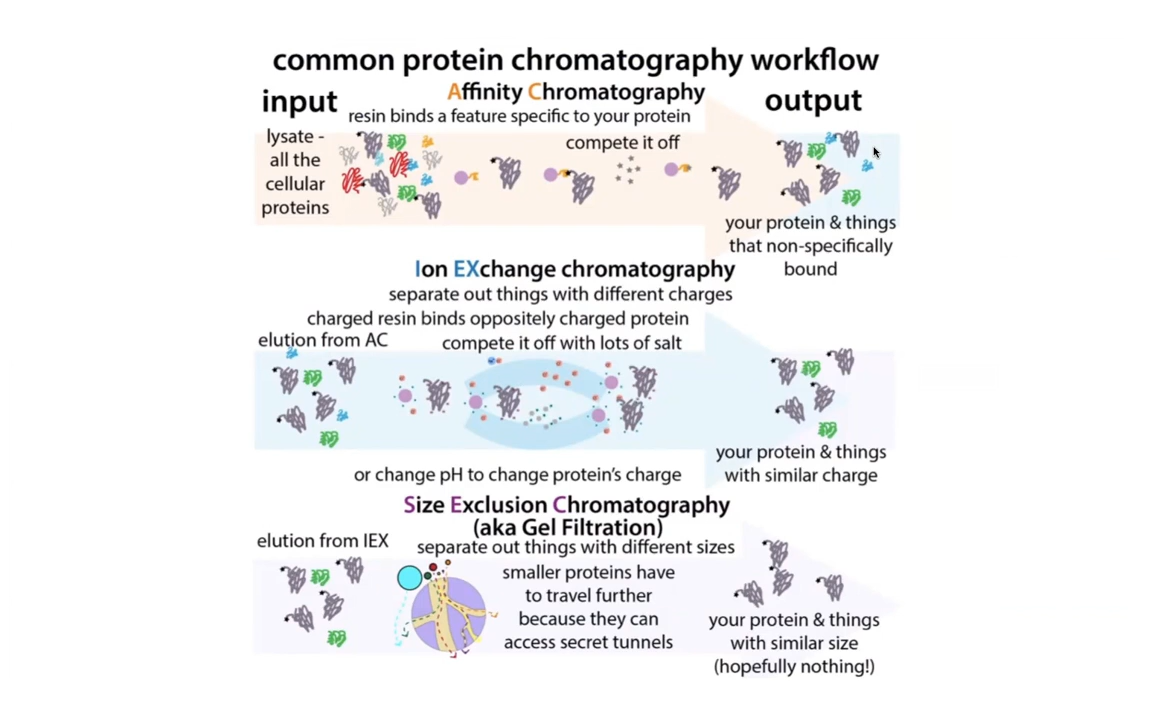 common protein chromatography workflow
input
Affinity Chromatography
output
resin binds a feature specific to your protein
lysate -
all the
cellular
proteins
compete it off
your protein & things
that non-specifically
bound
Ion EXchange chromatography
separate out things with different charges
charged resin binds oppositely charged protein
elution from AC
compete it off with lots of salt
or change pH to change protein's charge
your protein & things
with similar charge
Size Exclusion Chromatography
(aka Gel Filtration)
elution from IEX
separate out things with different sizes
smaller proteins have
to travel further
because they can
access secret tunnels
your protein & things
with similar size
(hopefully nothing!)